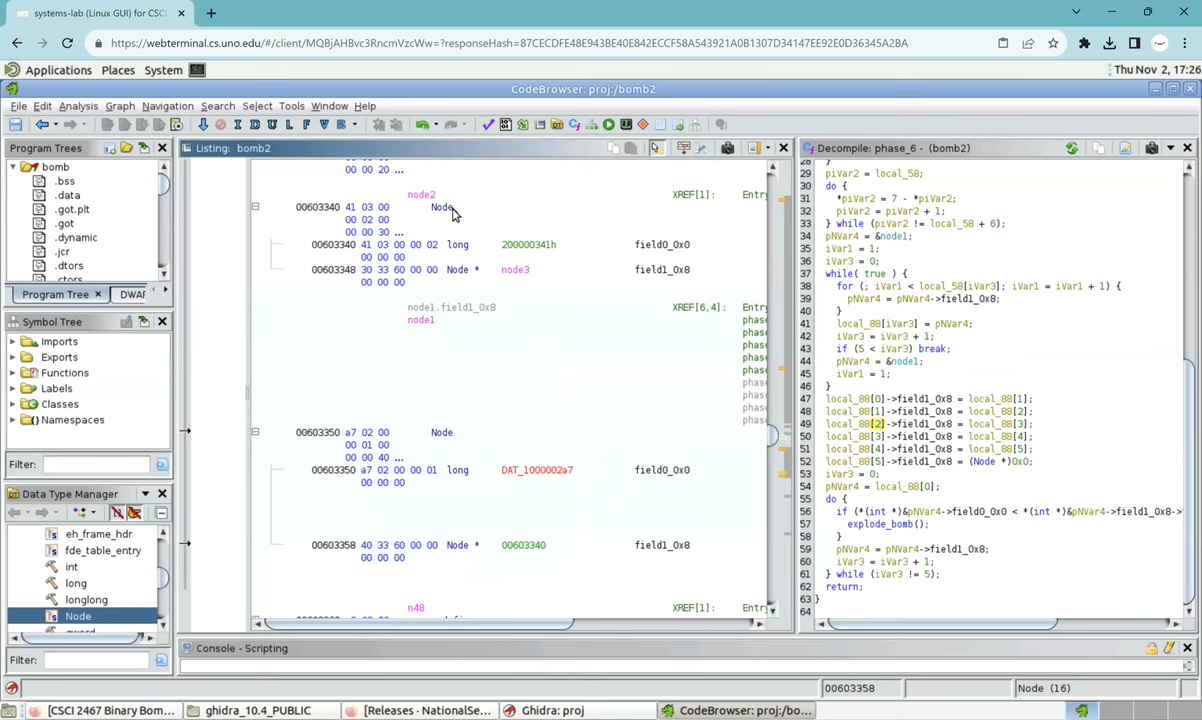 systems-lab (Linux GUI) for CSC
https://webterminal.cs.uno.edu/#/client/MQBjAHBvc3RncmVzcWw=?responseHash=87CECDFE48E943BE40E842ECCF58A543921A0B1307D34147EE92E0D36345A2BA
Applications Places System
Thu Nov 2, 17:26
CodeBrowser: proj:/bomb2
File Edit Analysis Graph Navigation Search Select Tools Window Help
I D U L F V B
Program Trees
bomb
.bss
.data
.got.plt
.got
.dynamic
.jcr
.dtors
.ctors
Program Tree DWAR
Symbol Tree
Imports
Exports
Functions
Labels
Classes
Namespaces
Filter:
Data Type Manager
eh_frame_hdr
fde_table_entry
int
long
longlong
Node
qword
Filter:
Listing: bomb2
00 00 20 ...
node2 XREF[1]: Entry
00603340 41 03 00 Node
00 02 00
00 00 30 ...
00603340 41 03 00 00 02 long 200000341h field0_0x0
00 00 00
00603348 30 33 60 00 00 Node * node3 field1_0x8
00 00 00
node1.field1_0x8 XREF[6,4]: Entry
node1 phase
phase
phase
phase
phase
phase
phase
phase
phase
00603350 a7 02 00 Node
00 01 00
00 00 40 ...
00603350 a7 02 00 00 01 long DAT_1000002a7 field0_0x0
00 00 00
00603358 40 33 60 00 00 Node * 00603340 field1_0x8
00 00 00
n48 XREF[1]: Entry
Decompile: phase_6 - (bomb2)
28 }
29 piVar2 = local_58;
30 do {
31 *piVar2 = 7 - *piVar2;
32 piVar2 = piVar2 + 1;
33 } while (piVar2 != local_58 + 6);
34 pNVar4 = &node1;
35 iVar1 = 1;
36 iVar3 = 0;
37 while( true ) {
38 for (; iVar1 < local_58[iVar3]; iVar1 = iVar1 + 1) {
39 pNVar4 = pNVar4->field1_0x8;
40 }
41 local_88[iVar3] = pNVar4;
42 iVar3 = iVar3 + 1;
43 if (5 < iVar3) break;
44 pNVar4 = &node1;
45 iVar1 = 1;
46 }
47 local_88[0]->field1_0x8 = local_88[1];
48 local_88[1]->field1_0x8 = local_88[2];
49 local_88[2]->field1_0x8 = local_88[3];
50 local_88[3]->field1_0x8 = local_88[4];
51 local_88[4]->field1_0x8 = local_88[5];
52 local_88[5]->field1_0x8 = (Node *)0x0;
53 iVar3 = 0;
54 pNVar4 = local_88[0];
55 do {
56 if (*(int *)&pNVar4->field0_0x0 < *(int *)&pNVar4->field1_0x8->
57 explode_bomb();
58 }
59 pNVar4 = pNVar4->field1_0x8;
60 iVar3 = iVar3 + 1;
61 } while (iVar3 != 5);
62 return;
63 }
64
Console - Scripting
00603358 Node (16)
[CSCI 2467 Binary Bom... ghidra_10.4_PUBLIC [Releases · NationalSe... Ghidra: proj CodeBrowser: proj:/bo...